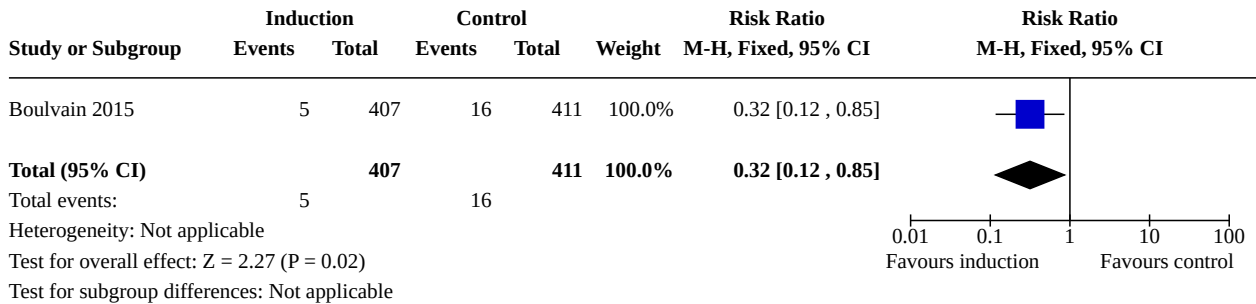 Induction Control Risk Ratio Risk Ratio
Study or Subgroup Events Total Events Total Weight M-H, Fixed, 95% CI M-H, Fixed, 95% CI
Boulvain 2015 5 407 16 411 100.0% 0.32 [0.12 , 0.85]
Total (95% CI) 407 411 100.0% 0.32 [0.12 , 0.85]
Total events: 5 16
Heterogeneity: Not applicable
0.01 0.1 1 10 100
Test for overall effect: Z = 2.27 (P = 0.02) Favours induction Favours control
Test for subgroup differences: Not applicable